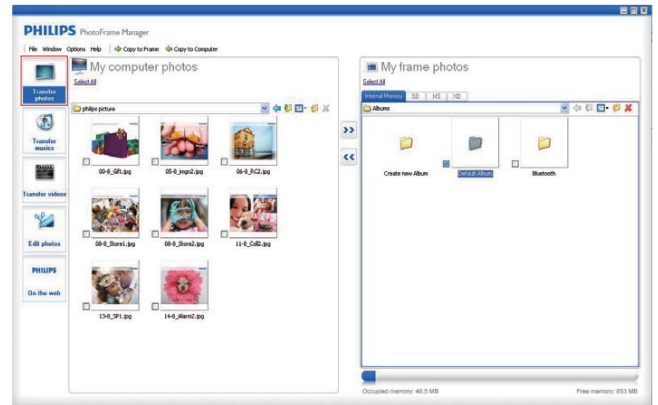 PHILIPS PhotoFrame Manager
File Window Options Help Copy to Frame Copy to Computer
Transfer photos
Transfer musics
Transfer videos
Edit photos
PHILIPS
On the web
My computer photos
Select All
philips picture
00-0_Gift.jpg 05-0_imgn2.jpg 06-0_RC2.jpg
08-0_Store1.jpg 08-0_Store2.jpg 11-0_Coll2.jpg
13-0_SP1.jpg 14-0_Alarm2.jpg
My frame photos
Select All
Internal Memory SD MS XD
Albums
Create new Album Default Album Bluetooth
Occupied memory: 48.5 MB Free memory: 853 MB